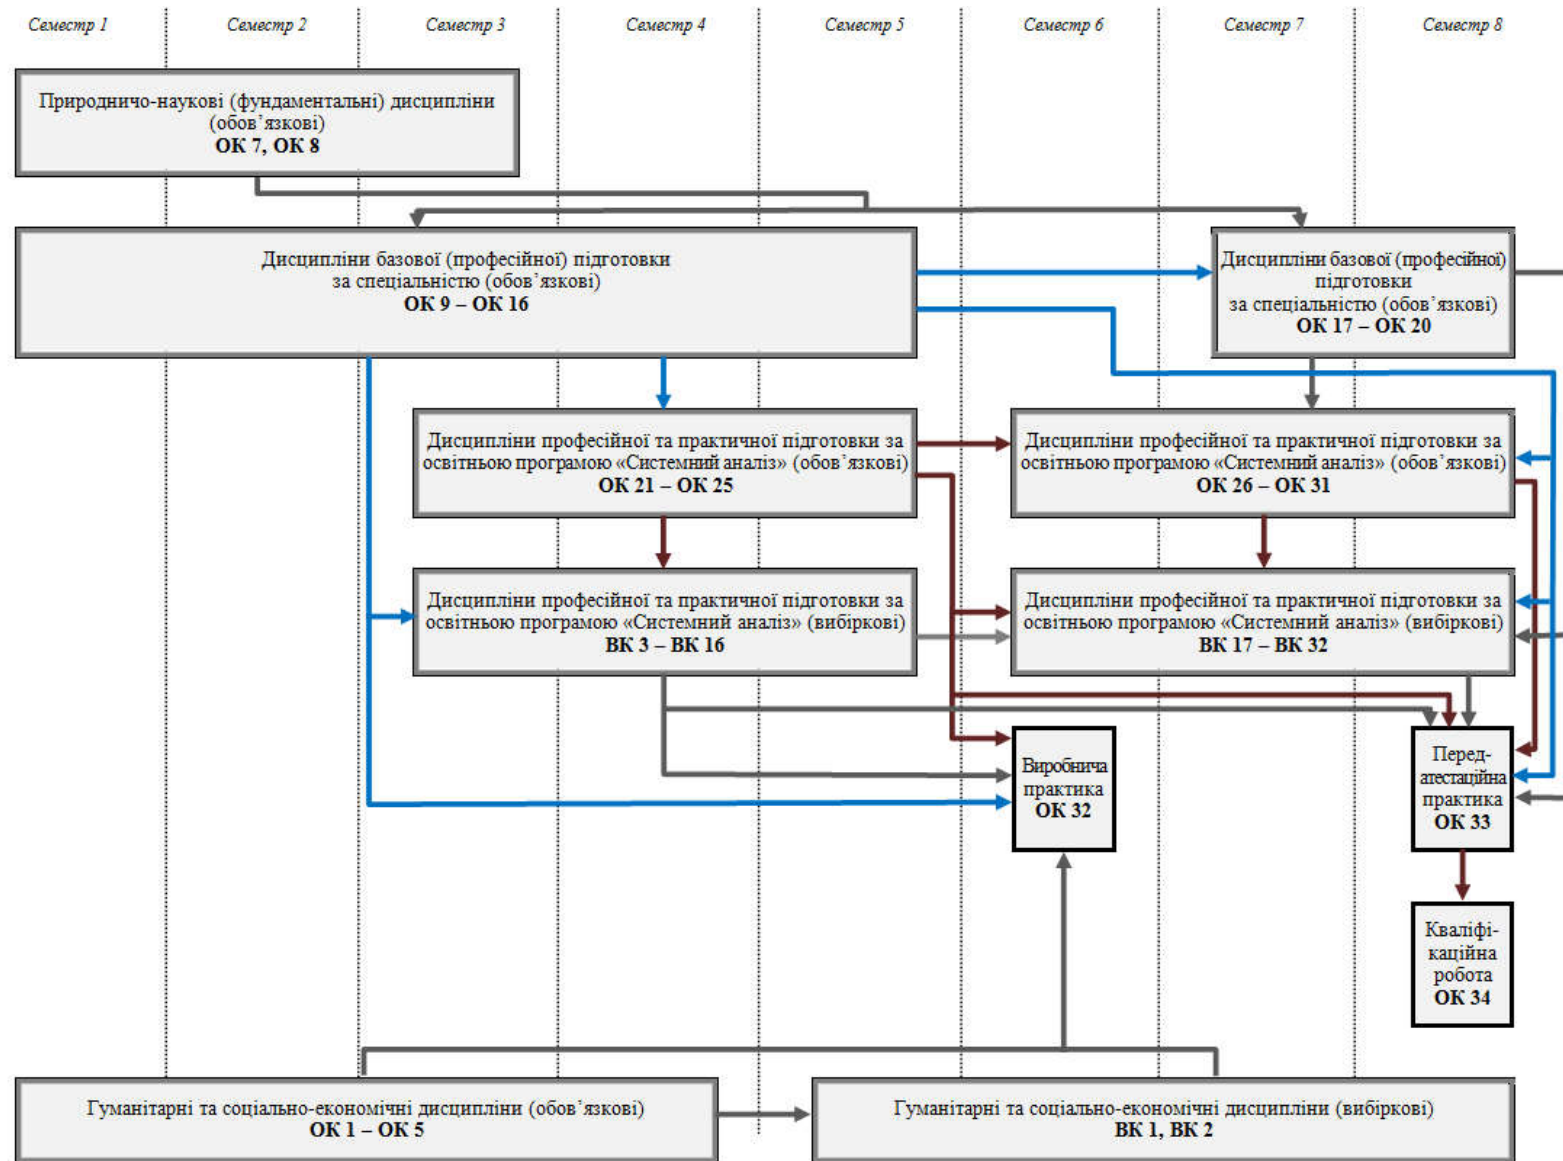 Семестр 1
Семестр 2
Семестр 3
Семестр 4
Семестр 5
Семестр 6
Семестр 7
Семестр 8
Природничо-наукові (фундаментальні) дисципліни
(обов’язкові)
ОК 7, ОК 8
Дисципліни базової (професійної) підготовки
за спеціальністю (обов’язкові)
ОК 9 – ОК 16
Дисципліни базової (професійної)
підготовки
за спеціальністю (обов’язкові)
ОК 17 – ОК 20
Дисципліни професійної та практичної підготовки за
освітньою програмою «Системний аналіз» (обов’язкові)
ОК 21 – ОК 25
Дисципліни професійної та практичної підготовки за
освітньою програмою «Системний аналіз» (обов’язкові)
ОК 26 – ОК 31
Дисципліни професійної та практичної підготовки за
освітньою програмою «Системний аналіз» (вибіркові)
ВК 3 – ВК 16
Дисципліни професійної та практичної підготовки за
освітньою програмою «Системний аналіз» (вибіркові)
ВК 17 – ВК 32
Виробнича
практика
ОК 32
Перед-
атестаційна
практика
ОК 33
Кваліфі-
каційна
робота
ОК 34
Гуманітарні та соціально-економічні дисципліни (обов’язкові)
ОК 1 – ОК 5
Гуманітарні та соціально-економічні дисципліни (вибіркові)
ВК 1, ВК 2